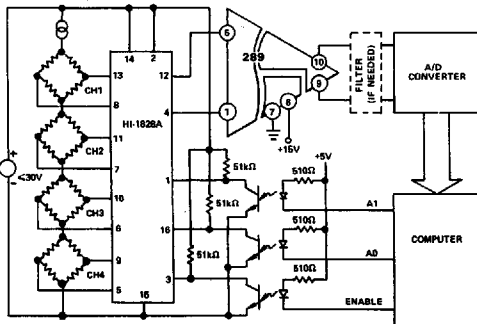 14
2
5
289
10
9
FILTER
(IF NEEDED)
A/D
CONVERTER
13
CH1
8
HI-1828A
12
4
1
7
6
+15V
11
CH2
7
+
≤30V
-
51kΩ
510Ω
+5V
1
A1
10
CH3
6
51kΩ
510Ω
16
A0
COMPUTER
51kΩ
9
CH4
5
510Ω
3
ENABLE
15